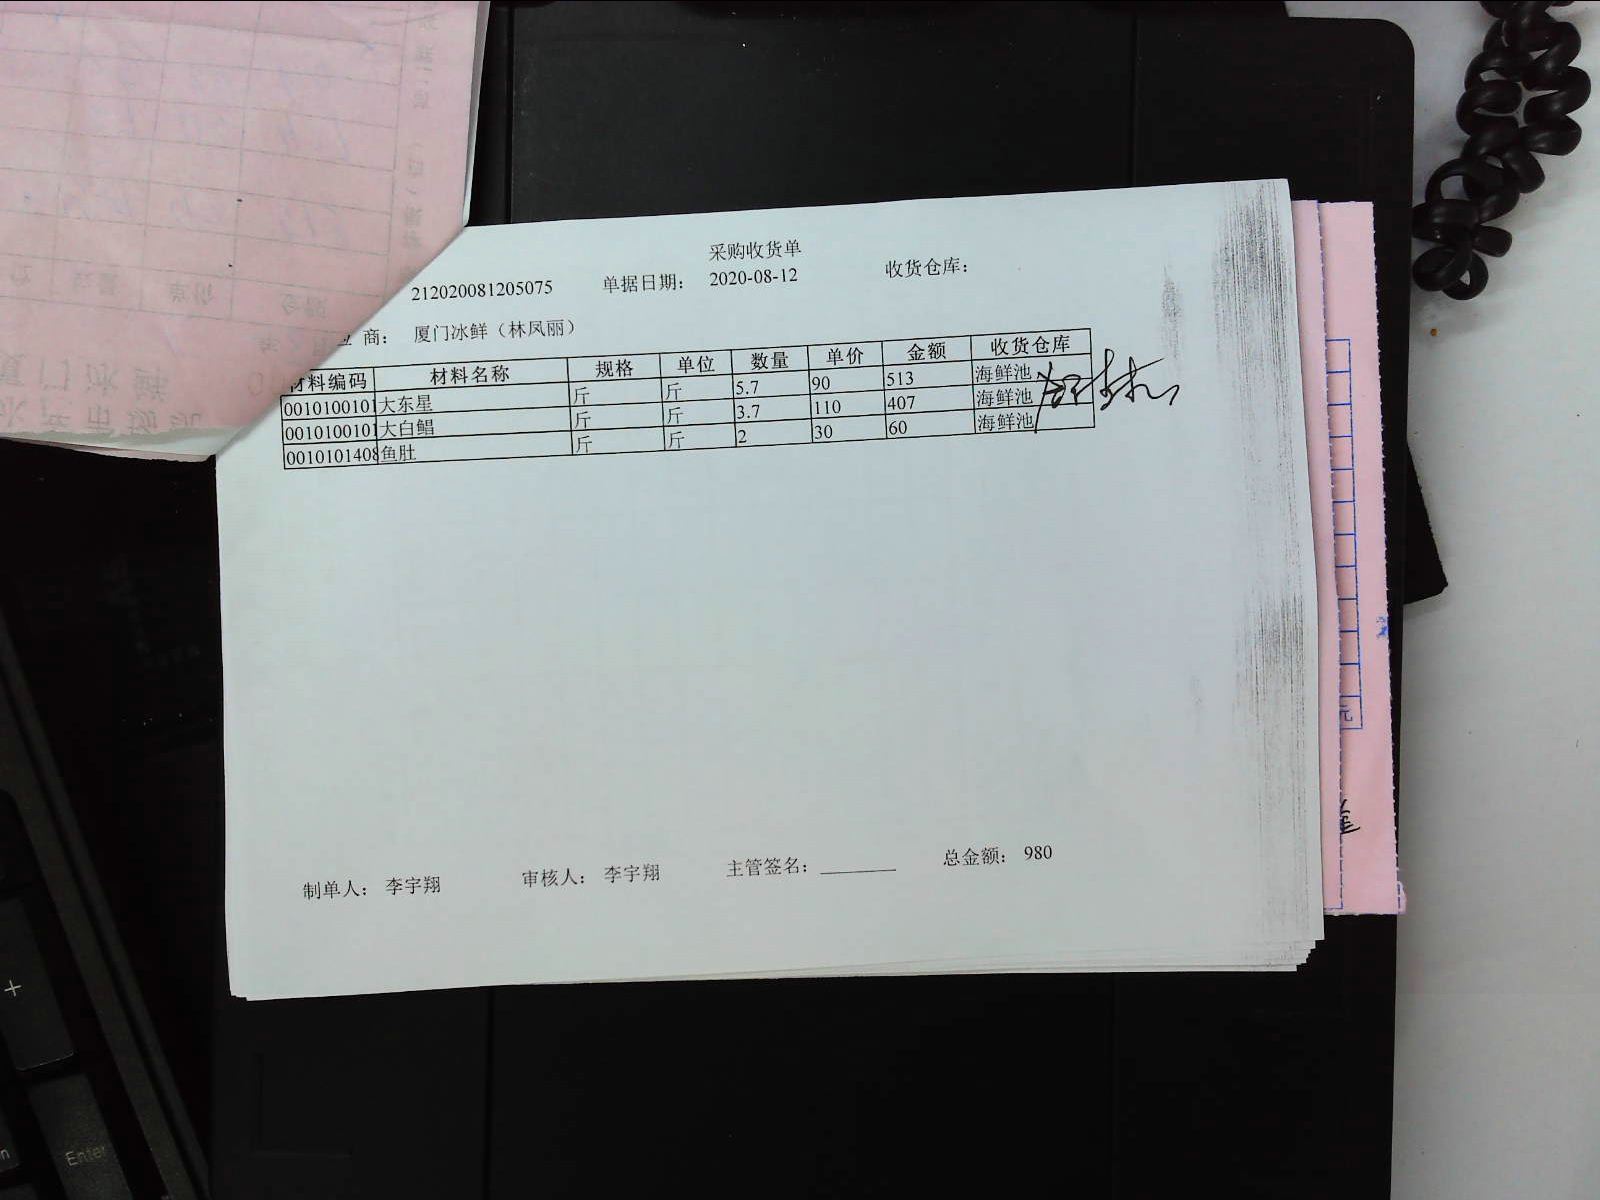 采购收货单
212020081205075 单据日期： 2020-08-12 收货仓库：
商： 厦门冰鲜（林凤丽）
材料编码 材料名称 规格 单位 数量 单价 金额 收货仓库
0010100101 大东星 斤 斤 5.7 90 513 海鲜池
0010100101 大白鲳 斤 斤 3.7 110 407 海鲜池
0010101408 鱼肚 斤 斤 2 30 60 海鲜池
制单人： 李宇翔 审核人： 李宇翔 主管签名： 总金额： 980
元
+
Enter